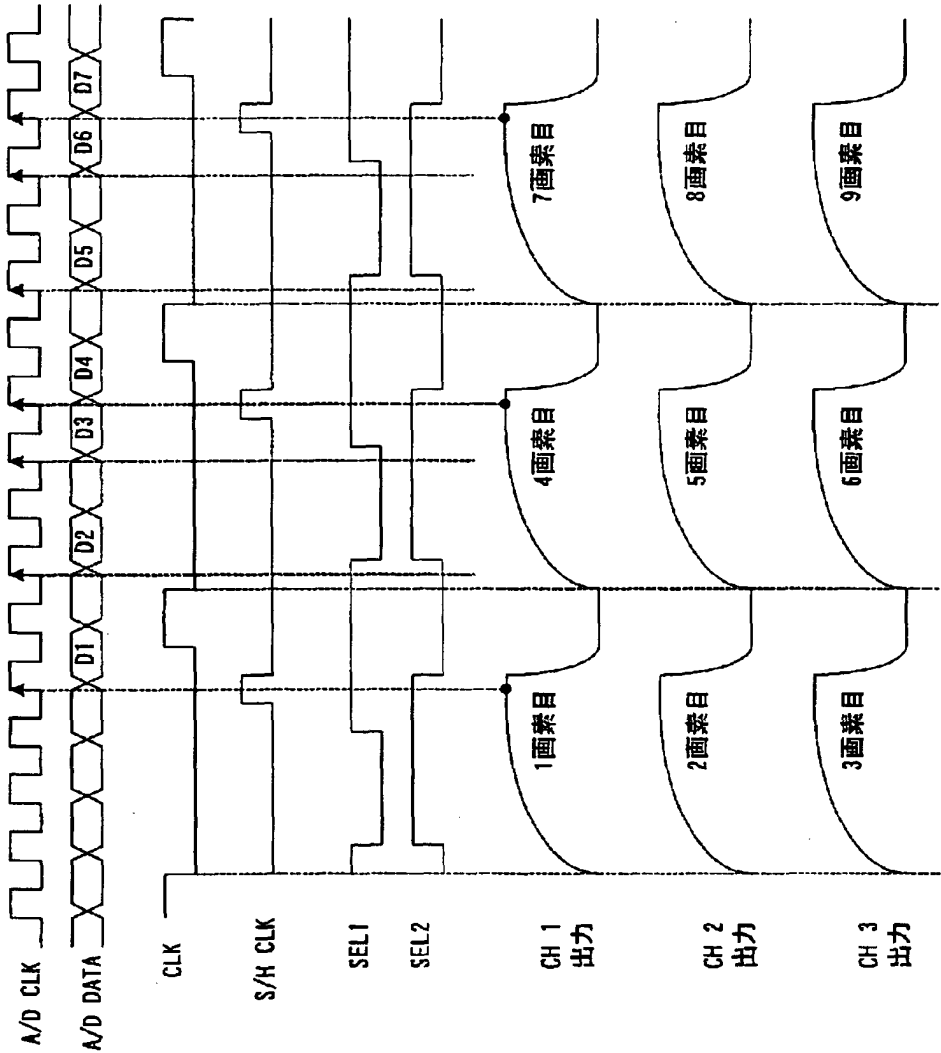 A/D CLK
A/D DATA
D1
D2
D3
D4
D5
D6
D7
CLK
S/H CLK
SEL1
SEL2
CH 1
出力
1画素目
4画素目
7画素目
CH 2
出力
2画素目
5画素目
8画素目
CH 3
出力
3画素目
6画素目
9画素目